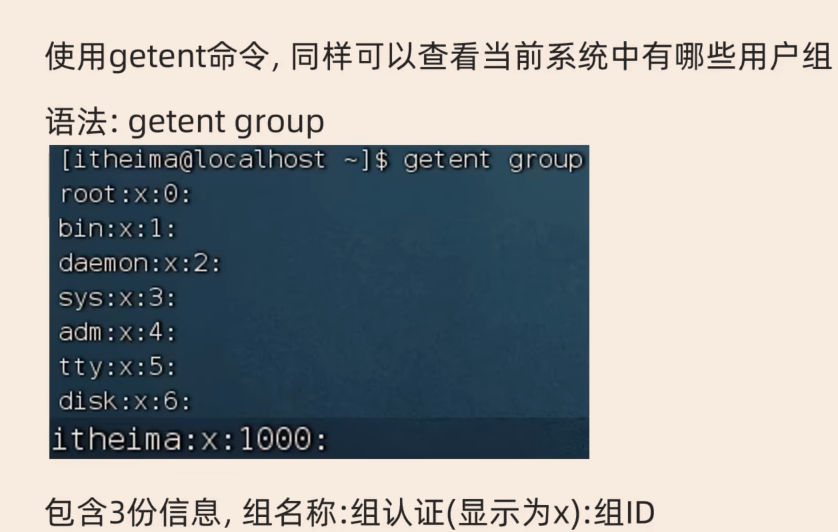 使用getent命令, 同样可以查看当前系统中有哪些用户组
语法: getent group
[itheima@localhost ~]$ getent group
root:x:0:
bin:x:1:
daemon:x:2:
sys:x:3:
adm:x:4:
tty:x:5:
disk:x:6:
itheima:x:1000:
包含3份信息, 组名称:组认证(显示为x):组ID